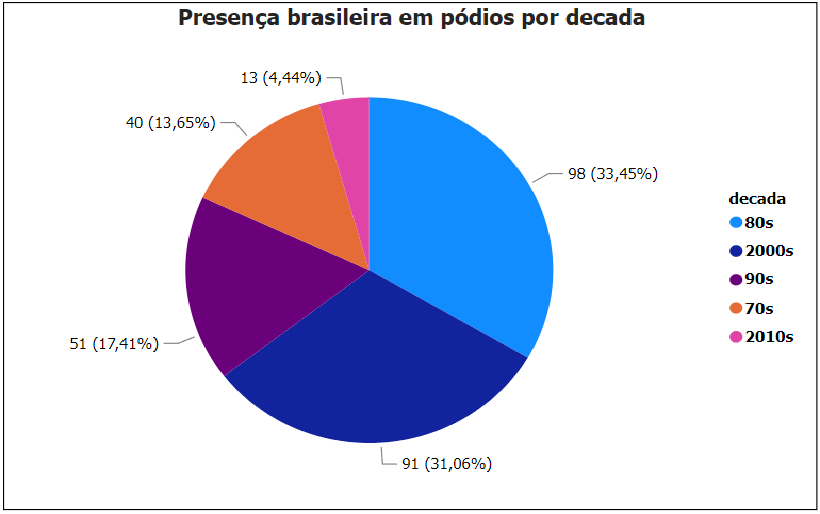 Presença brasileira em pódios por decada
13 (4,44%)
40 (13,65%)
98 (33,45%)
51 (17,41%)
91 (31,06%)
decada
80s
2000s
90s
70s
2010s